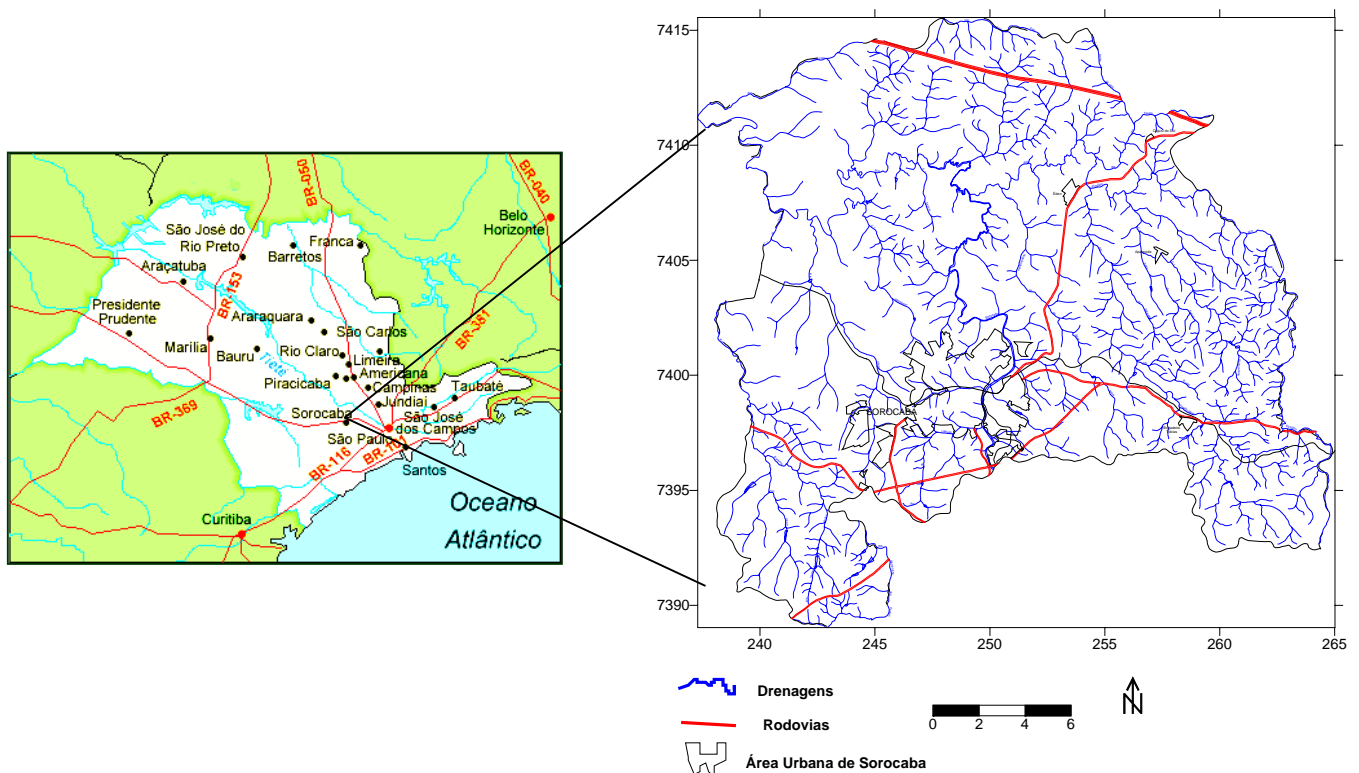 BR-050
BR-040
Belo
Horizonte
São José do
Rio Preto
Franca
Barretos
Araçatuba
BR-153
Presidente
Prudente
Araraquara
São Carlos
BR-381
Marília
Bauru
Tietê
Rio Claro
Limeira
Americana
Taubaté
Piracicaba
Campinas
Jundiaí
BR-369
Sorocaba
São José
dos Campos
São Paulo
BR-116
BR-101
Santos
Oceano
Atlântico
Curitiba
7415
7410
7405
7400
7395
7390
SOROCABA
240
245
250
255
260
265
Drenagens
Rodovias
Área Urbana de Sorocaba
0 2 4 6
N